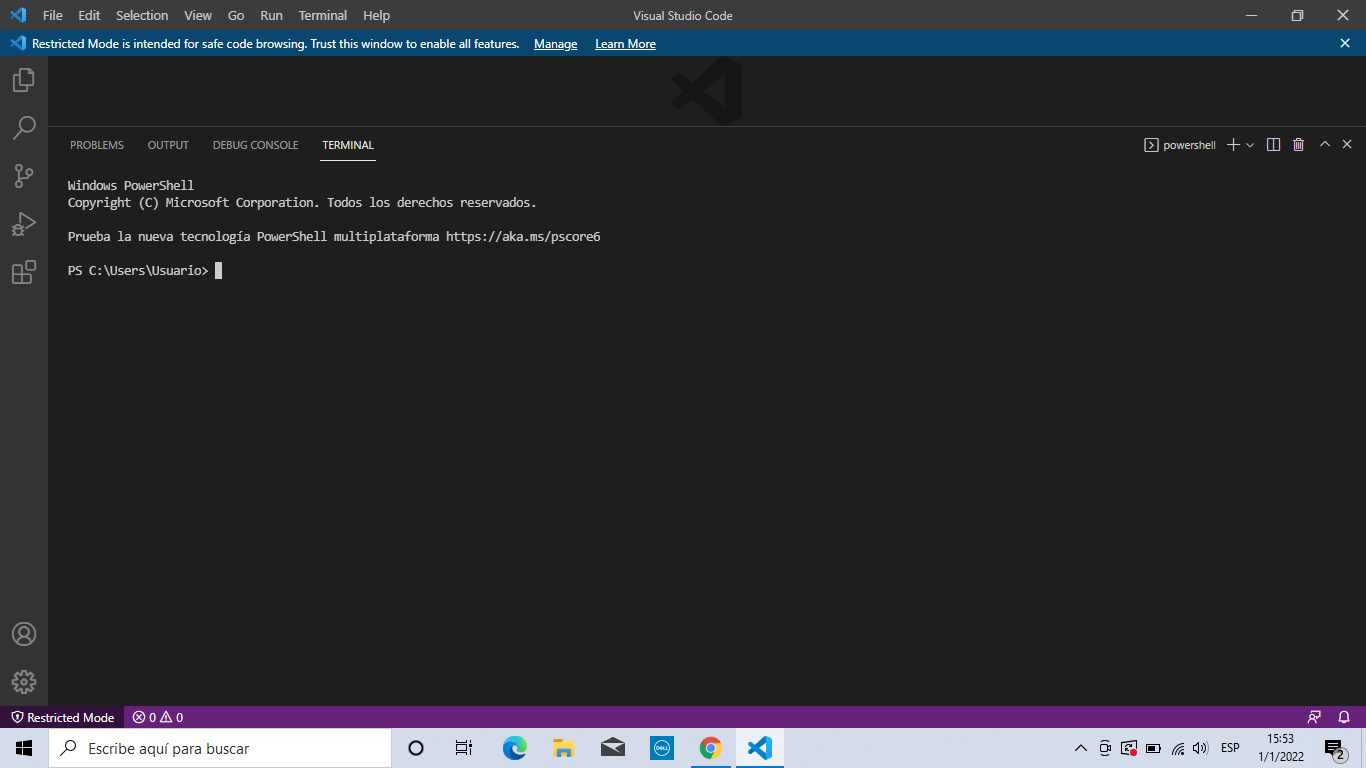 File Edit Selection View Go Run Terminal Help Visual Studio Code
Restricted Mode is intended for safe code browsing. Trust this window to enable all features. Manage Learn More
PROBLEMS OUTPUT DEBUG CONSOLE TERMINAL powershell
Windows PowerShell
Copyright (C) Microsoft Corporation. Todos los derechos reservados.
Prueba la nueva tecnología PowerShell multiplataforma https://aka.ms/pscore6
PS C:\Users\Usuario>
Restricted Mode 0 0
Escribe aquí para buscar DELL ESP 15:53
1/1/2022 2